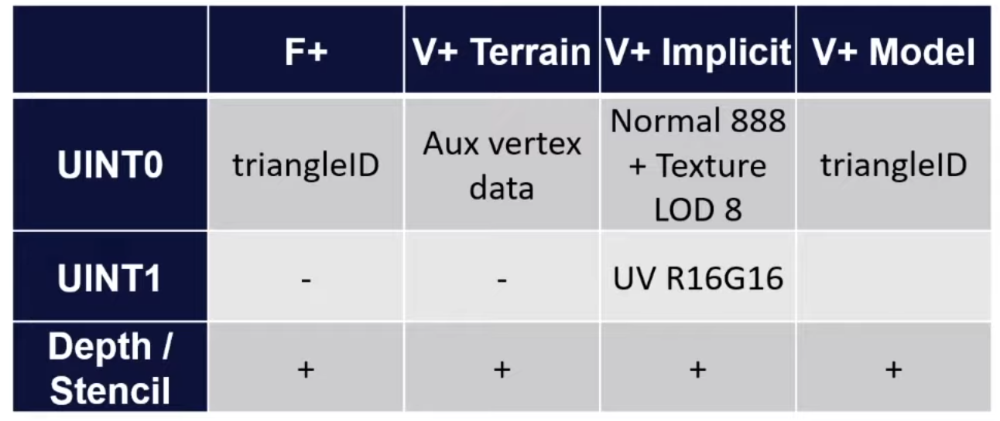 F+ V+ Terrain V+ Implicit V+ Model
UINT0 triangleID Aux vertex data Normal 888 + Texture LOD 8 triangleID
UINT1 - - UV R16G16
Depth / Stencil + + + +